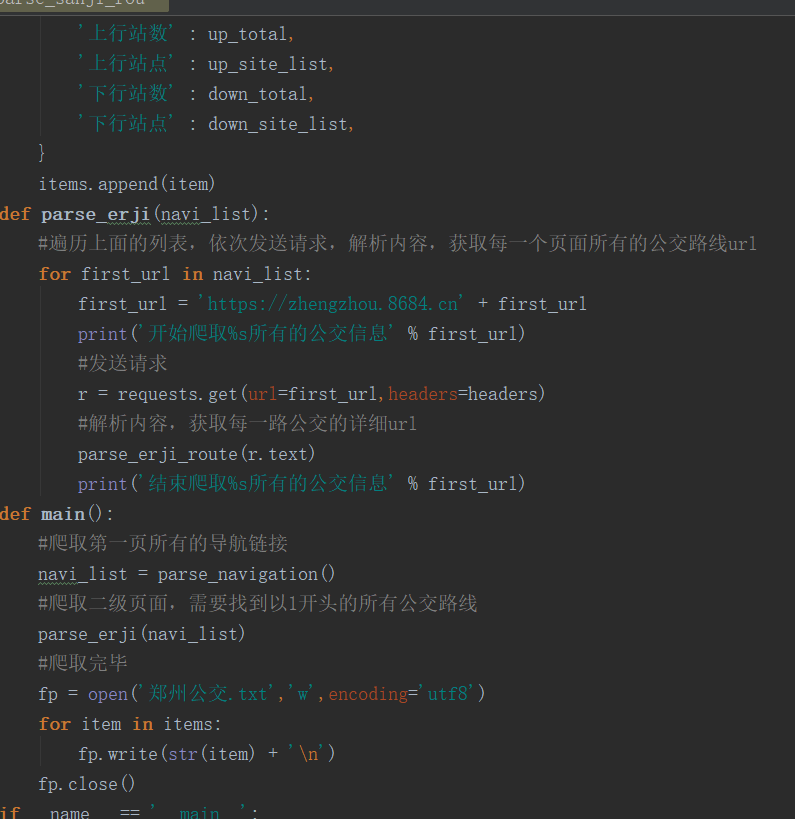 parse_sanji_rou
'上行站数' : up_total,
'上行站点' : up_site_list,
'下行站数' : down_total,
'下行站点' : down_site_list,
}
items.append(item)
def parse_erji(navi_list):
#遍历上面的列表，依次发送请求，解析内容，获取每一个页面所有的公交路线url
for first_url in navi_list:
first_url = 'https://zhengzhou.8684.cn' + first_url
print('开始爬取%s所有的公交信息' % first_url)
#发送请求
r = requests.get(url=first_url,headers=headers)
#解析内容，获取每一路公交的详细url
parse_erji_route(r.text)
print('结束爬取%s所有的公交信息' % first_url)
def main():
#爬取第一页所有的导航链接
navi_list = parse_navigation()
#爬取二级页面，需要找到以1开头的所有公交路线
parse_erji(navi_list)
#爬取完毕
fp = open('郑州公交.txt','w',encoding='utf8')
for item in items:
fp.write(str(item) + '\n')
fp.close()
if __name__ == '__main__':